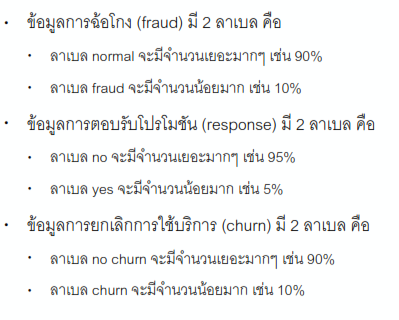 • ข้อมูลการฉ้อโกง (fraud) มี 2 ลาเบล คือ
• ลาเบล normal จะมีจำนวนเยอะมากๆ เช่น 90%
• ลาเบล fraud จะมีจำนวนน้อยมาก เช่น 10%
• ข้อมูลการตอบรับโปรโมชัน (response) มี 2 ลาเบล คือ
• ลาเบล no จะมีจำนวนเยอะมากๆ เช่น 95%
• ลาเบล yes จะมีจำนวนน้อยมาก เช่น 5%
• ข้อมูลการยกเลิกการใช้บริการ (churn) มี 2 ลาเบล คือ
• ลาเบล no churn จะมีจำนวนเยอะมากๆ เช่น 90%
• ลาเบล churn จะมีจำนวนน้อยมาก เช่น 10%